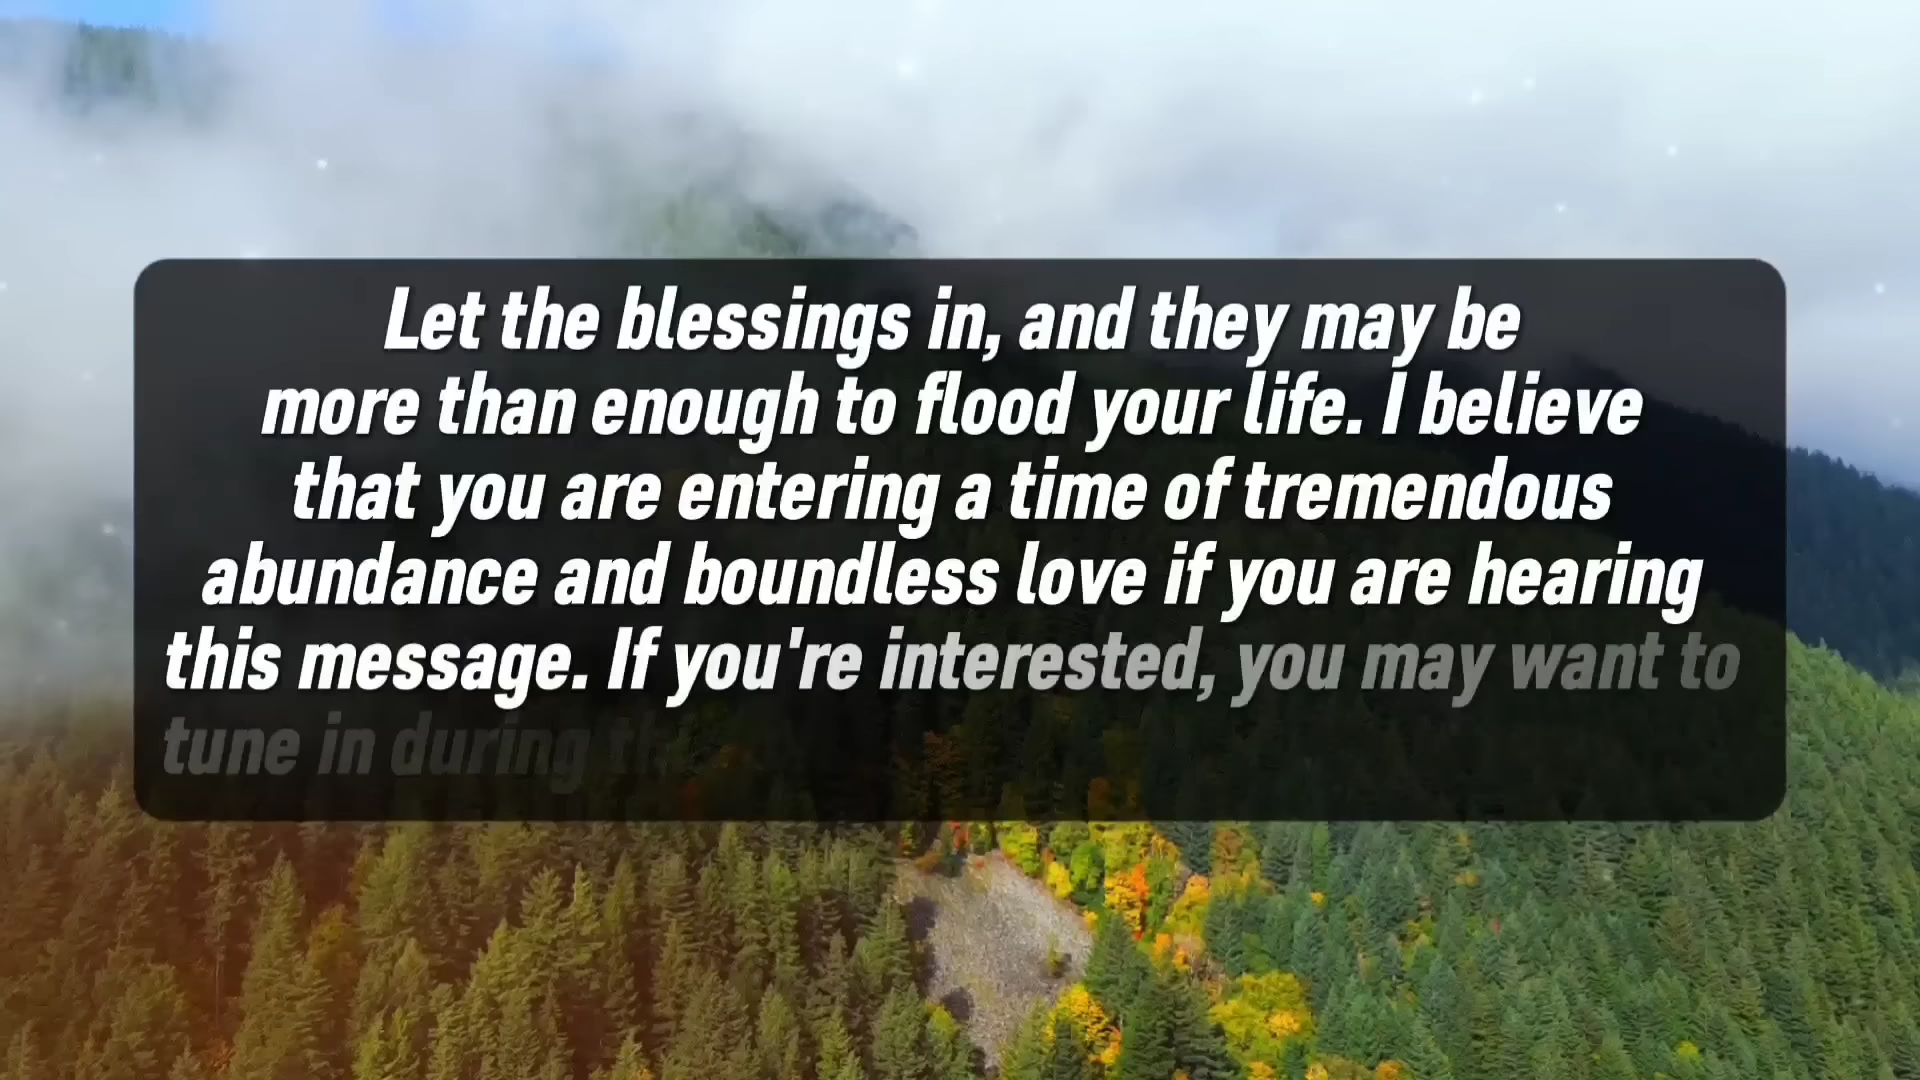 Let the blessings in, and they may be
more than enough to flood your life. I believe
that you are entering a time of tremendous
abundance and boundless love if you are hearing
this message. If you're interested, you may want to
tune in during